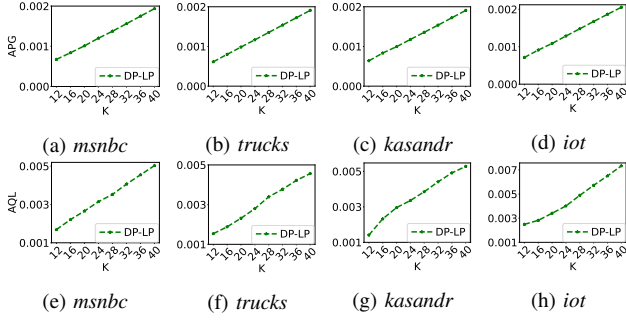 APG
0.002
0.001
0.000
DP-LP
12 16 20 24 28 32 36 40
K
(a) msnbc
0.002
0.001
0.000
DP-LP
12 16 20 24 28 32 36 40
K
(b) trucks
0.002
0.001
0.000
DP-LP
12 16 20 24 28 32 36 40
K
(c) kasandr
0.002
0.001
0.000
DP-LP
12 16 20 24 28 32 36 40
K
(d) iot
AQL
0.005
0.003
0.001
DP-LP
12 16 20 24 28 32 36 40
K
(e) msnbc
0.005
0.003
0.001
DP-LP
12 16 20 24 28 32 36 40
K
(f) trucks
0.005
0.003
0.001
DP-LP
12 16 20 24 28 32 36 40
K
(g) kasandr
0.007
0.005
0.003
0.001
DP-LP
12 16 20 24 28 32 36 40
K
(h) iot